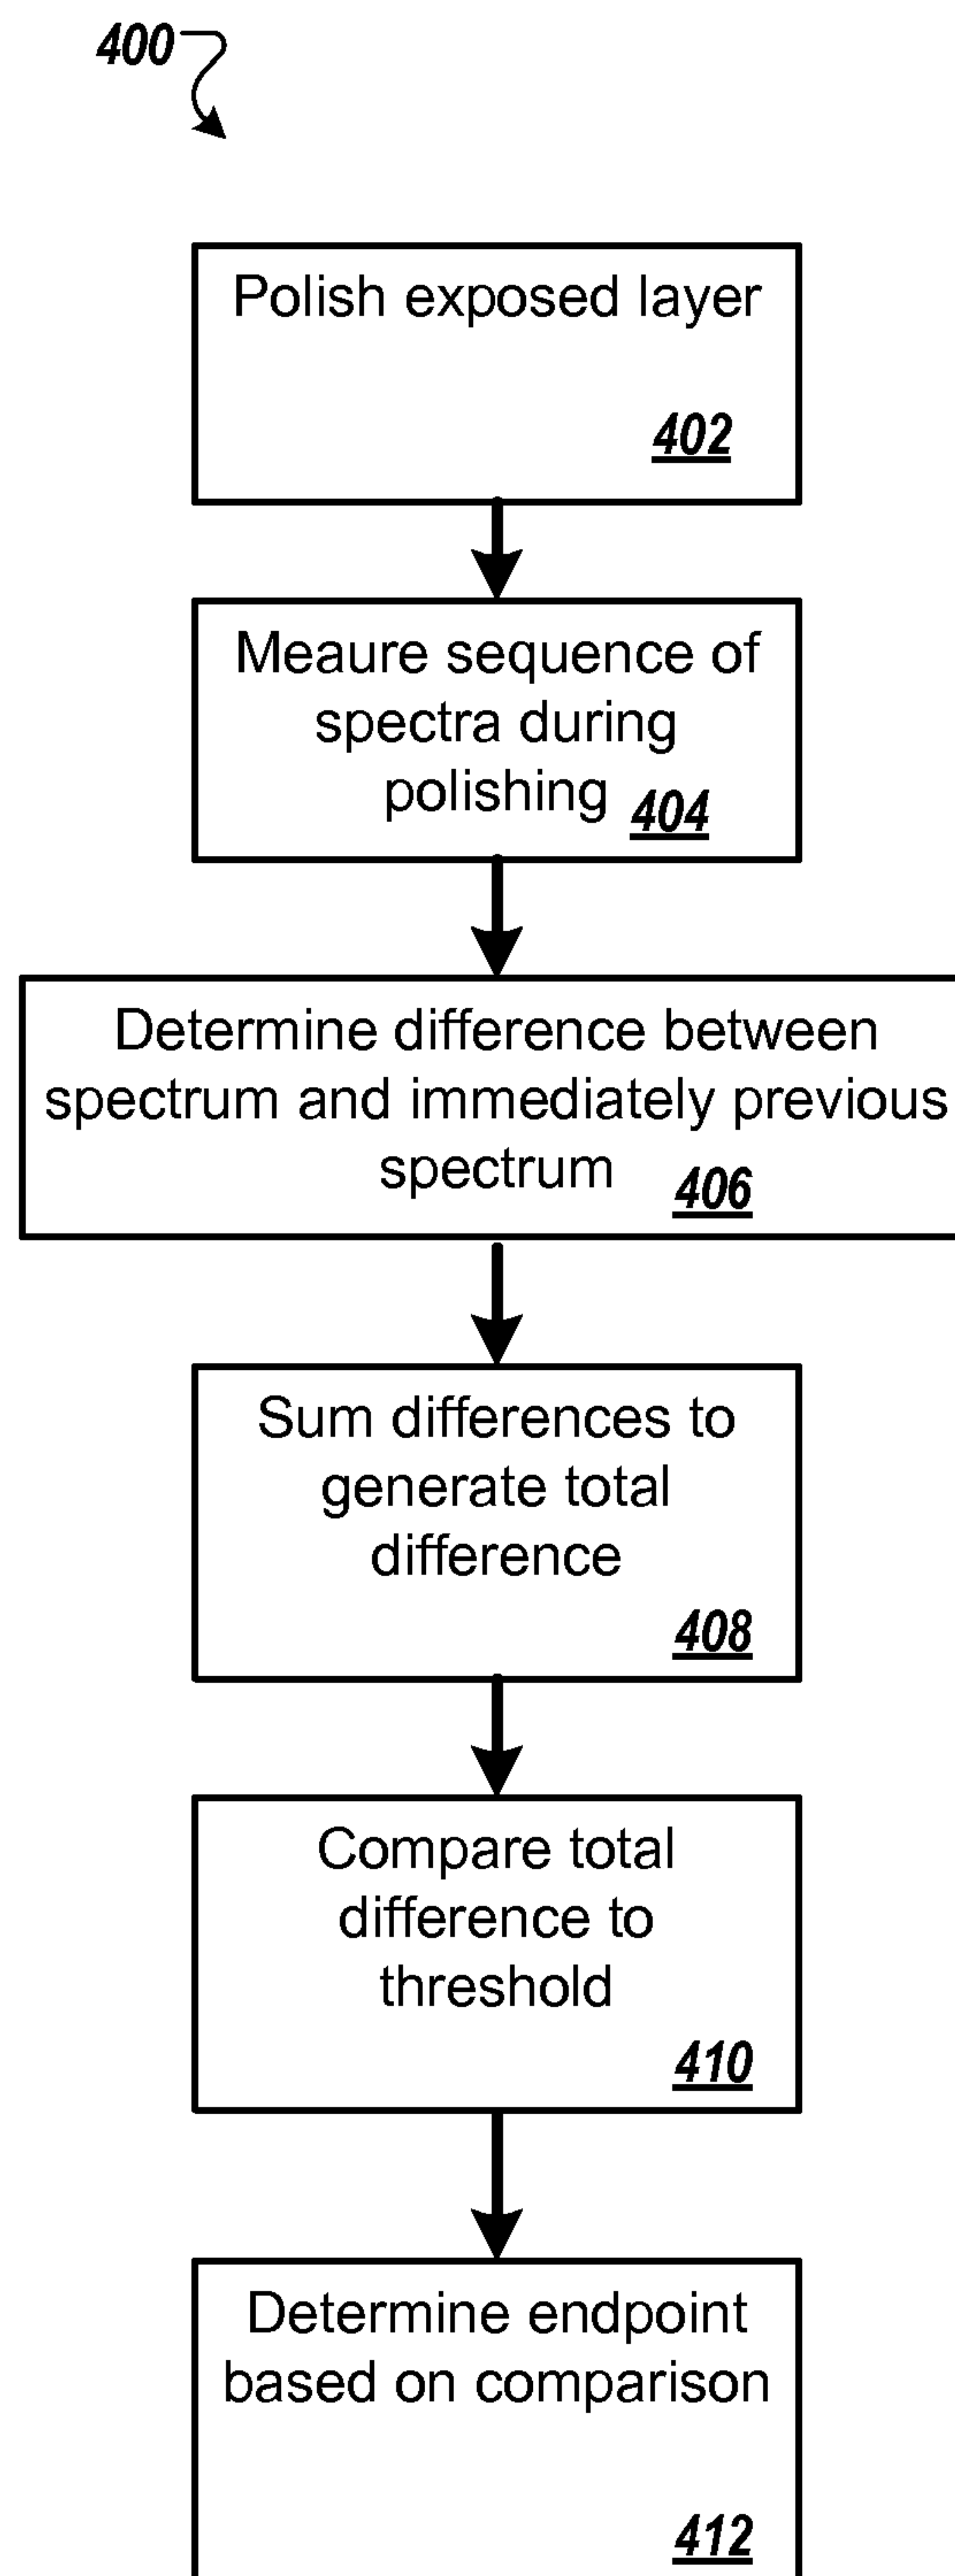 400
Polish exposed layer
402
Meaure sequence of
spectra during
polishing 404
Determine difference between
spectrum and immediately previous
spectrum 406
Sum differences to
generate total
difference
408
Compare total
difference to
threshold
410
Determine endpoint
based on comparison
412